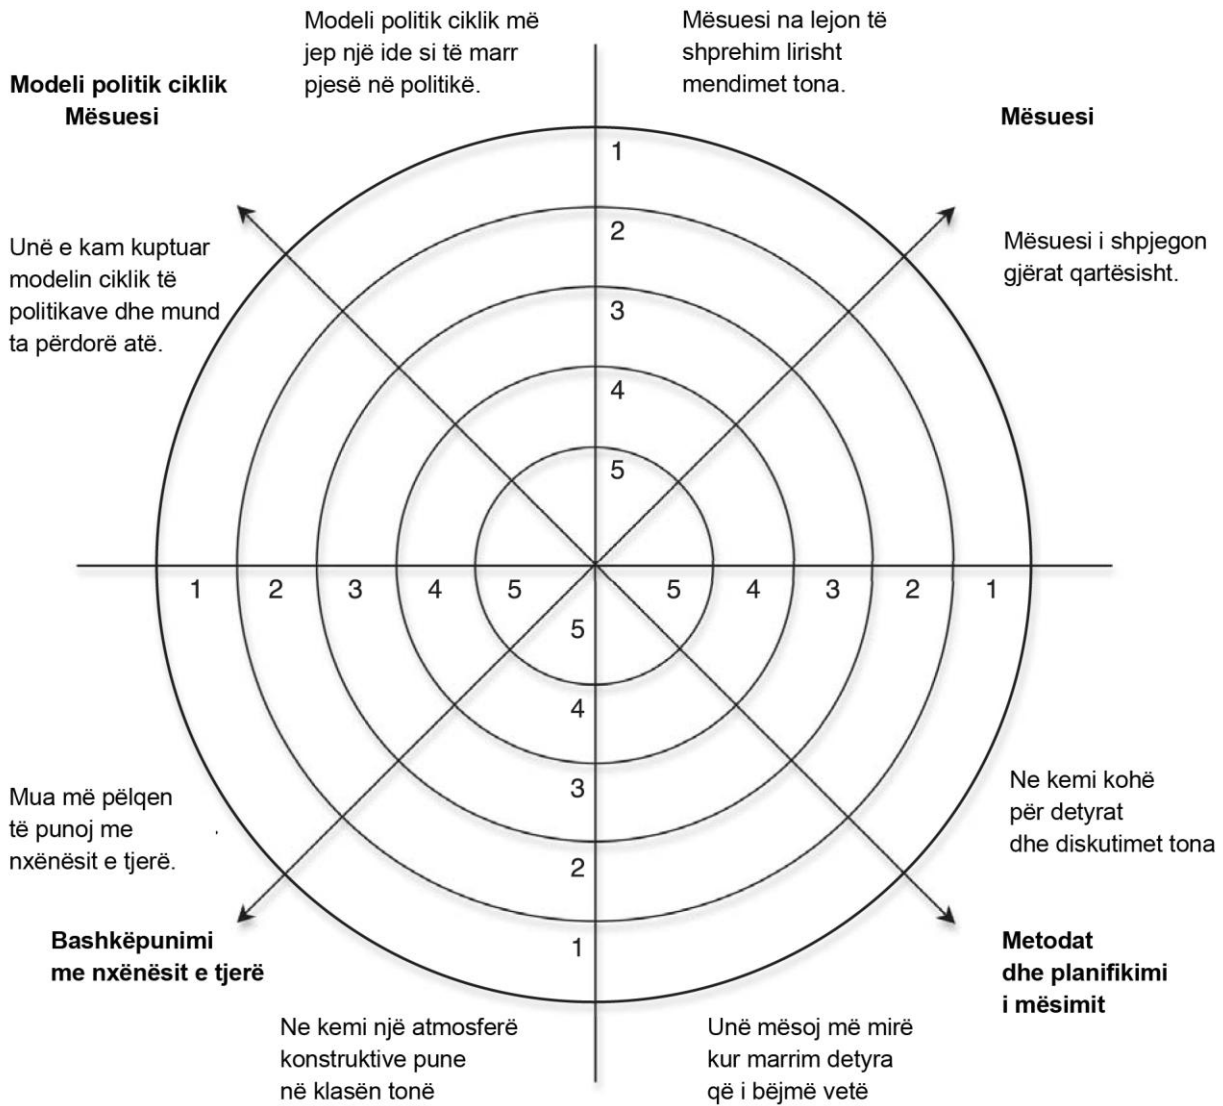 Modeli politik ciklik më
jep një ide si të marr
pjesë në politikë.
Mësuesi na lejon të
shprehim lirisht
mendimet tona.
Modeli politik ciklik
Mësuesi
Mësuesi
1
2
3
4
5
Unë e kam kuptuar
modelin ciklik të
politikave dhe mund
ta përdorë atë.
Mësuesi i shpjegon
gjërat qartësisht.
1 2 3 4 5 5 4 3 2 1
5
4
3
2
1
Mua më pëlqen
të punoj me
nxënësit e tjerë.
Ne kemi kohë
për detyrat
dhe diskutimet tona
Bashkëpunimi
me nxënësit e tjerë
Metodat
dhe planifikimi
i mësimit
Ne kemi një atmosferë
konstruktive pune
në klasën tonë
Unë mësoj më mirë
kur marrim detyra
që i bëjmë vetë